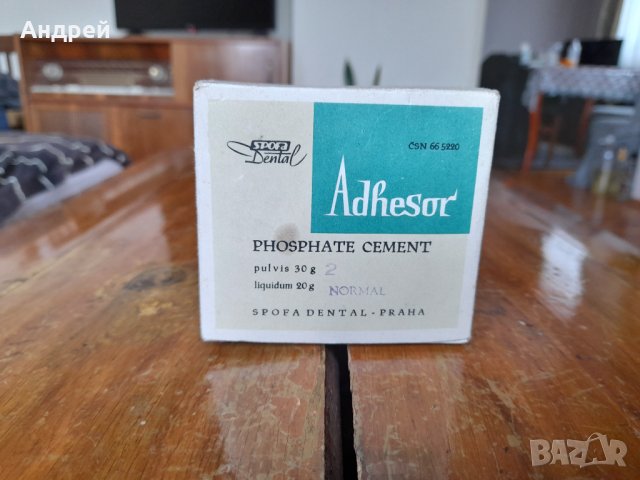 Андрей
SPOFA
Dental
ČSN 66 5220
Adhesor
PHOSPHATE CEMENT
pulvis 30 g 2
liquidum 20 g NORMAL
SPOFA DENTAL - PRAHA
BAZAR